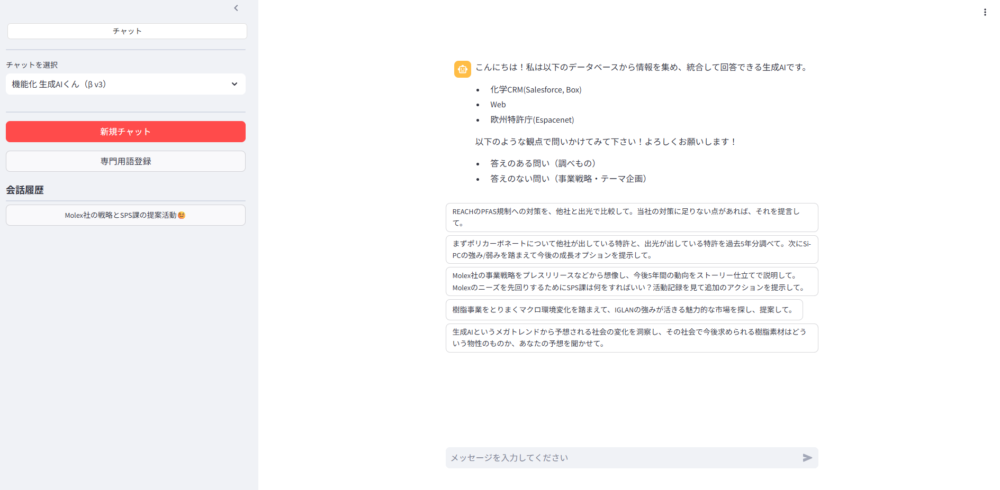 チャット
チャットを選択
機能化 生成AIくん（β v3）
新規チャット
専門用語登録
会話履歴
Molex社の戦略とSPS課の提案活動😊
こんにちは！私は以下のデータベースから情報を集め、統合して回答できる生成AIです。
• 化学CRM(Salesforce, Box)
• Web
• 欧州特許庁(Espacenet)
以下のような観点で問いかけてみて下さい！よろしくお願いします！
• 答えのある問い（調べもの）
• 答えのない問い（事業戦略・テーマ企画）
REACHのPFAS規制への対策を、他社と出光で比較して。当社の対策に足りない点があれば、それを提言し
て。
まずポリカーボネートについて他社が出している特許と、出光が出している特許を過去5年分調べて。次にSi-
PCの強み/弱みを踏まえて今後の成長オプションを提示して。
Molex社の事業戦略をプレスリリースなどから想像し、今後5年間の動向をストーリー仕立てで説明して。
Molexのニーズを先回りするためにSPS課は何をすればいい？活動記録を見て追加のアクションを提示して。
樹脂事業をとりまくマクロ環境変化を踏まえて、IGLANの強みが活きる魅力的な市場を探し、提案して。
生成AIというメガトレンドから予想される社会の変化を洞察し、その社会で今後求められる樹脂素材はどう
いう物性のものか、あなたの予想を聞かせて。
メッセージを入力してください